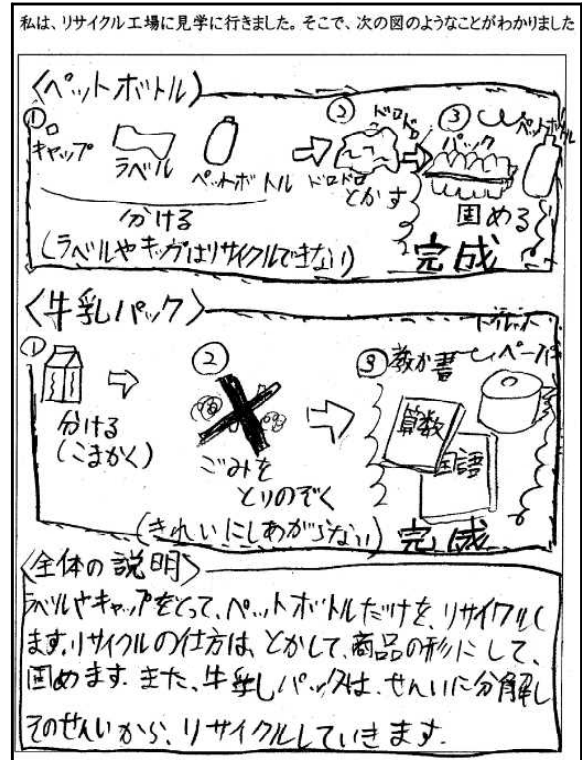 私は、リサイクル工場に見学に行きました。そこで、次の図のようなことがわかりました
〈ペットボトル〉
① キャップ ラベル ペットボトル
分ける
(ラベルやキャップはリサイクルできない)
② ドロドロ
ドロドロ
とかす
③ パック ペットボトル
固める
完成
〈牛乳パック〉
①
分ける
(こまかく)
②
ごみを
とりのぞく
(きれいにしあがらない)
③ 教か書 トイレットペーパー
算数
国語
完成
〈全体の説明〉
ラベルやキャップをとって、ペットボトルだけを、リサイクルし
ます。リサイクルの仕方は、とかして、商品の形にして、
固めます。また、牛乳パックは、せんいに分解し
そのせんいから、リサイクルしていきます。